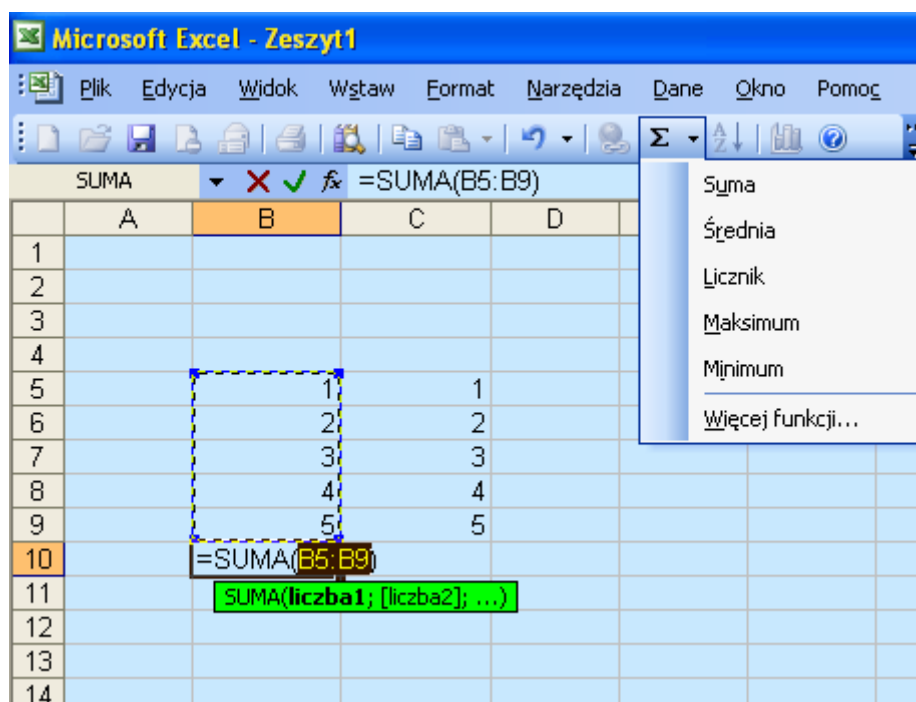 Microsoft Excel - Zeszyt1
Plik Edycja Widok Wstaw Format Narzędzia Dane Okno Pomoc
Σ A Z ?
SUMA fx =SUMA(B5:B9)
A B C D
Suma
Średnia
Licznik
Maksimum
Minimum
Więcej funkcji...
1
2
3
4
5 1 1
6 2 2
7 3 3
8 4 4
9 5 5
10 =SUMA(B5:B9)
11 SUMA(liczba1; [liczba2]; ...)
12
13
14